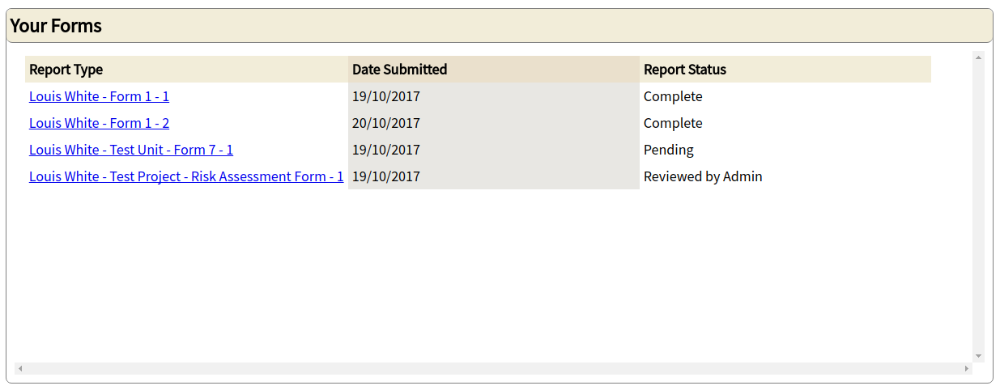 Your Forms
Report Type Date Submitted Report Status
Louis White - Form 1 - 1 19/10/2017 Complete
Louis White - Form 1 - 2 20/10/2017 Complete
Louis White - Test Unit - Form 7 - 1 19/10/2017 Pending
Louis White - Test Project - Risk Assessment Form - 1 19/10/2017 Reviewed by Admin